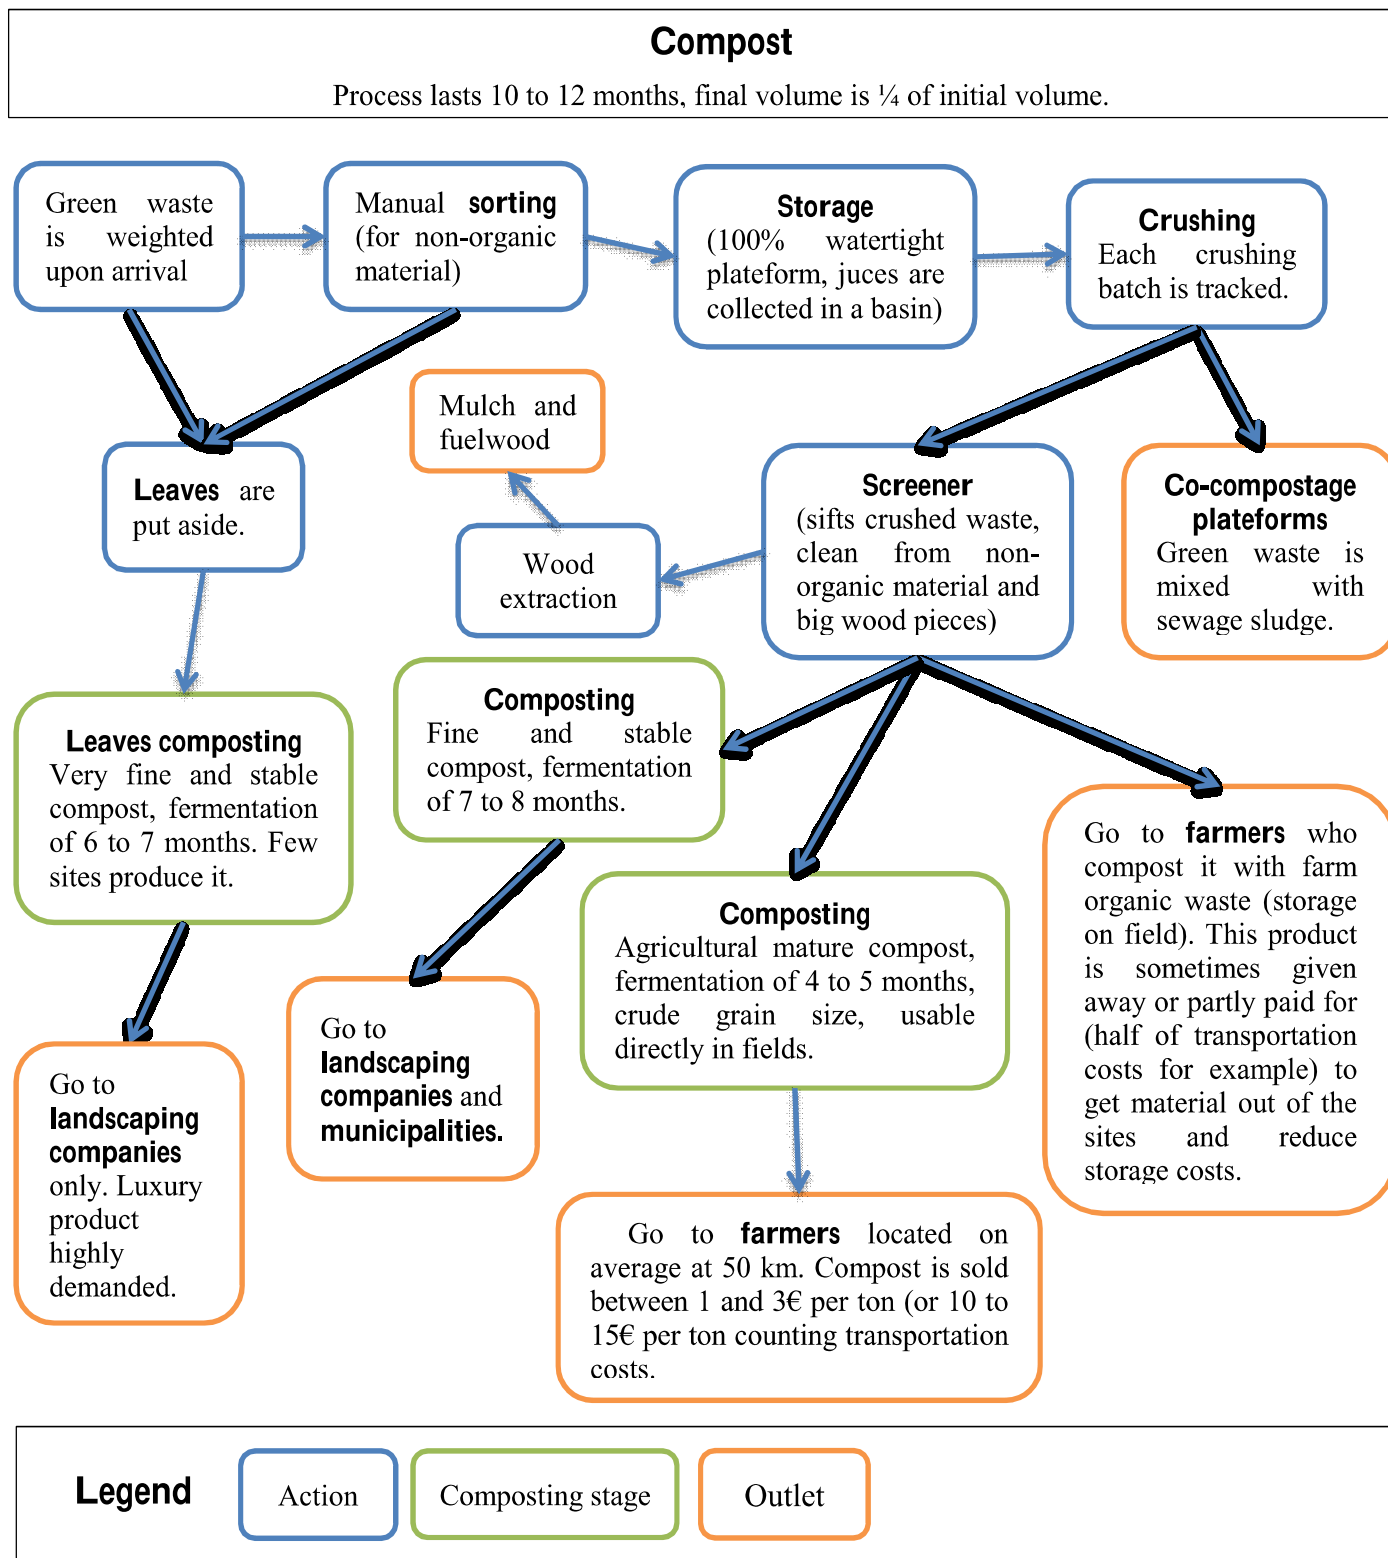 Compost
Process lasts 10 to 12 months, final volume is ¼ of initial volume.
Green waste
is weighted
upon arrival
Manual sorting
(for non-organic
material)
Storage
(100% watertight
plateform, juces are
collected in a basin)
Crushing
Each crushing
batch is tracked.
Mulch and
fuelwood
Leaves are
put aside.
Wood
extraction
Screener
(sifts crushed waste,
clean from non-
organic material and
big wood pieces)
Co-compostage
plateforms
Green waste is
mixed with
sewage sludge.
Leaves composting
Very fine and stable
compost, fermentation
of 6 to 7 months. Few
sites produce it.
Composting
Fine and stable
compost, fermentation
of 7 to 8 months.
Composting
Agricultural mature compost,
fermentation of 4 to 5 months,
crude grain size, usable
directly in fields.
Go to farmers who
compost it with farm
organic waste (storage
on field). This product
is sometimes given
away or partly paid for
(half of transportation
costs for example) to
get material out of the
sites and reduce
storage costs.
Go to
landscaping
companies
only. Luxury
product
highly
demanded.
Go to
landscaping
companies and
municipalities.
Go to farmers located on
average at 50 km. Compost is sold
between 1 and 3€ per ton (or 10 to
15€ per ton counting transportation
costs.
Legend
Action
Composting stage
Outlet